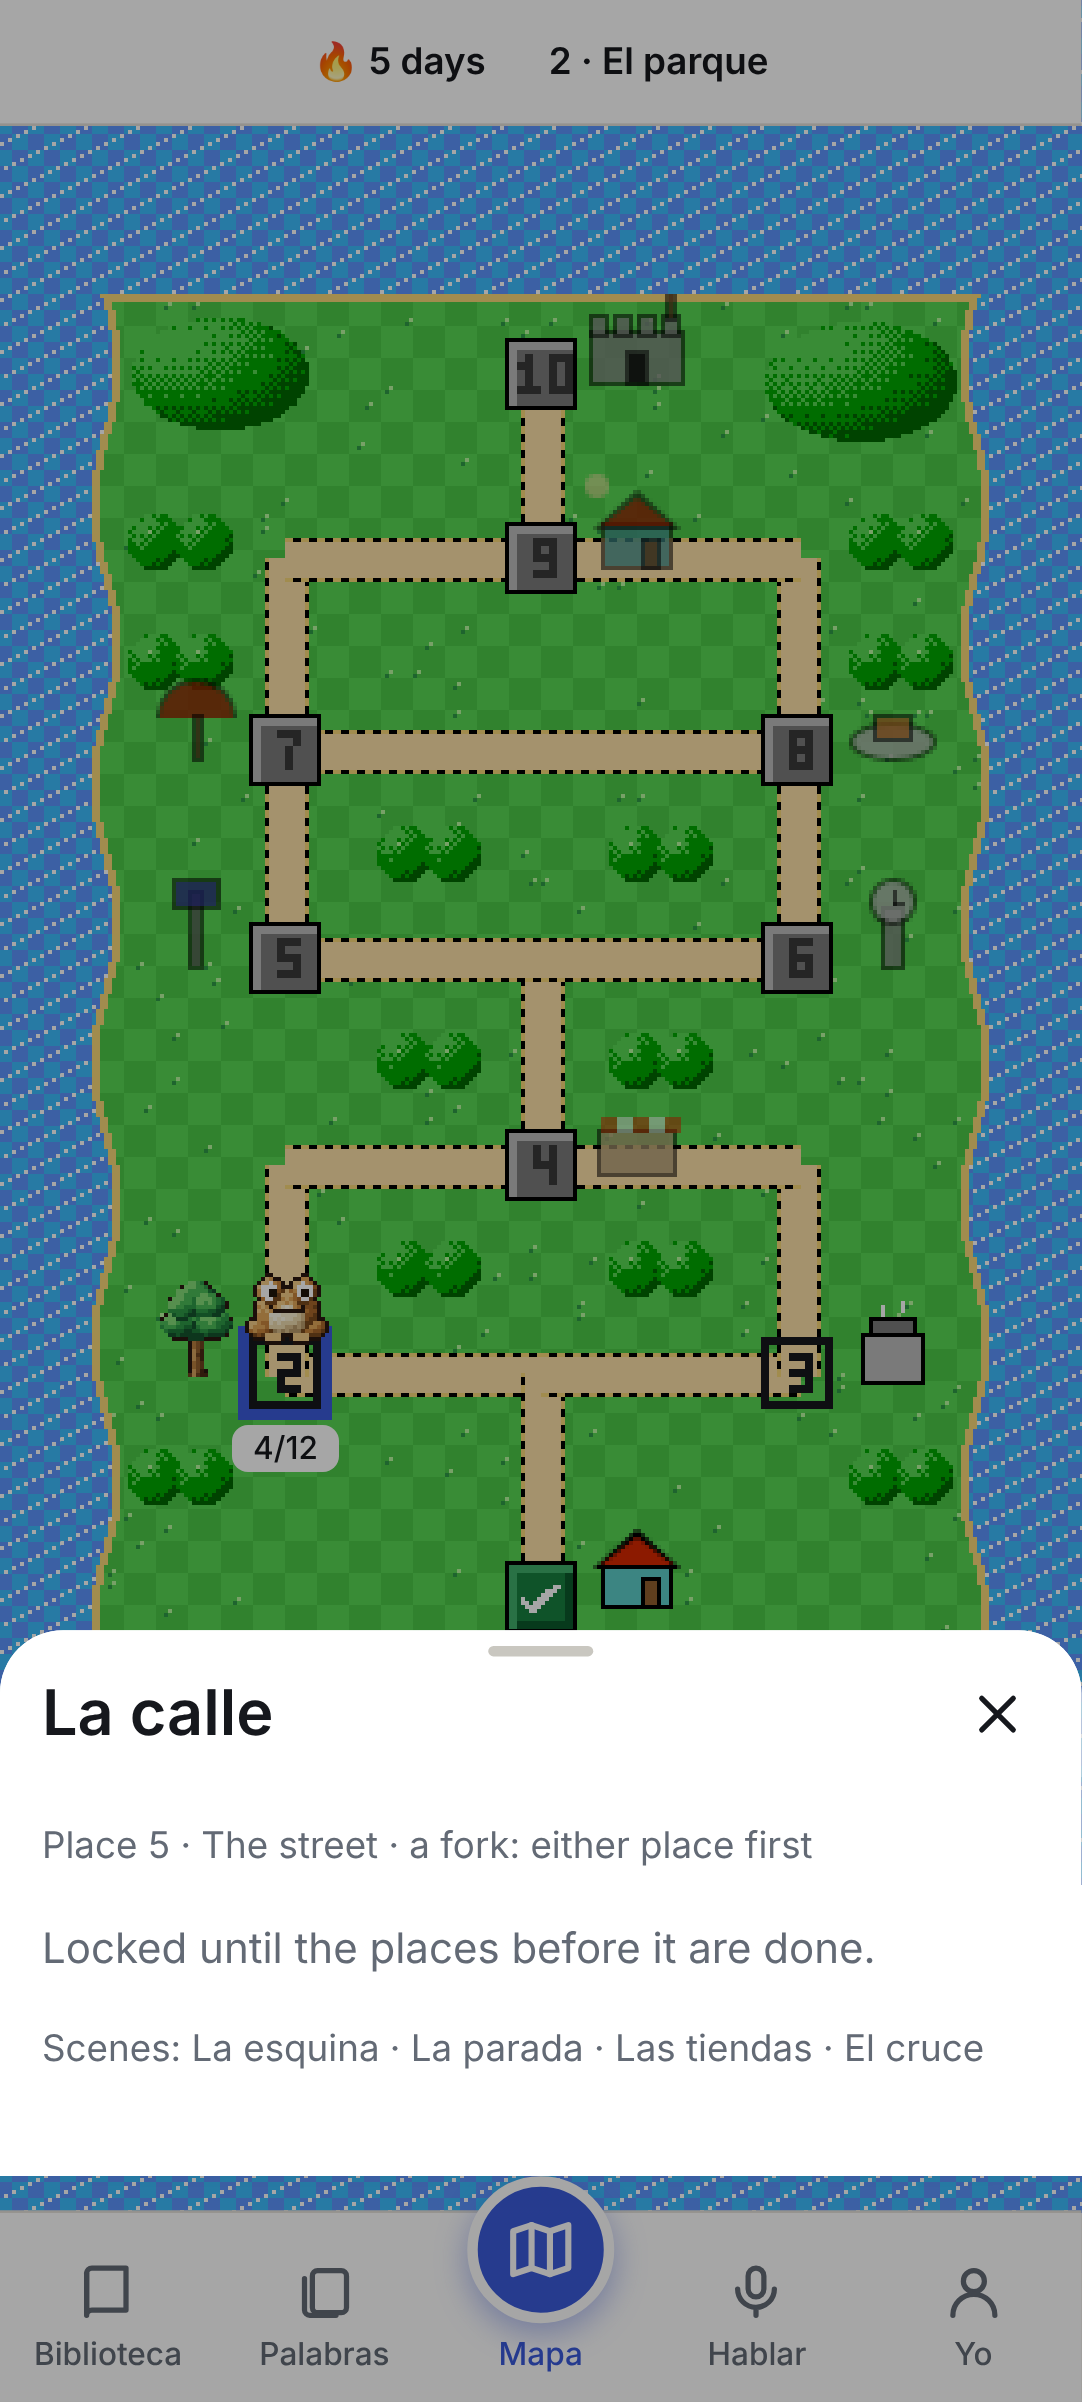 5 days 2 · El parque
10
9
7 8
5 6
4
2 3
4/12
La calle
Place 5 · The street · a fork: either place first
Locked until the places before it are done.
Scenes: La esquina · La parada · Las tiendas · El cruce
Biblioteca Palabras Mapa Hablar Yo